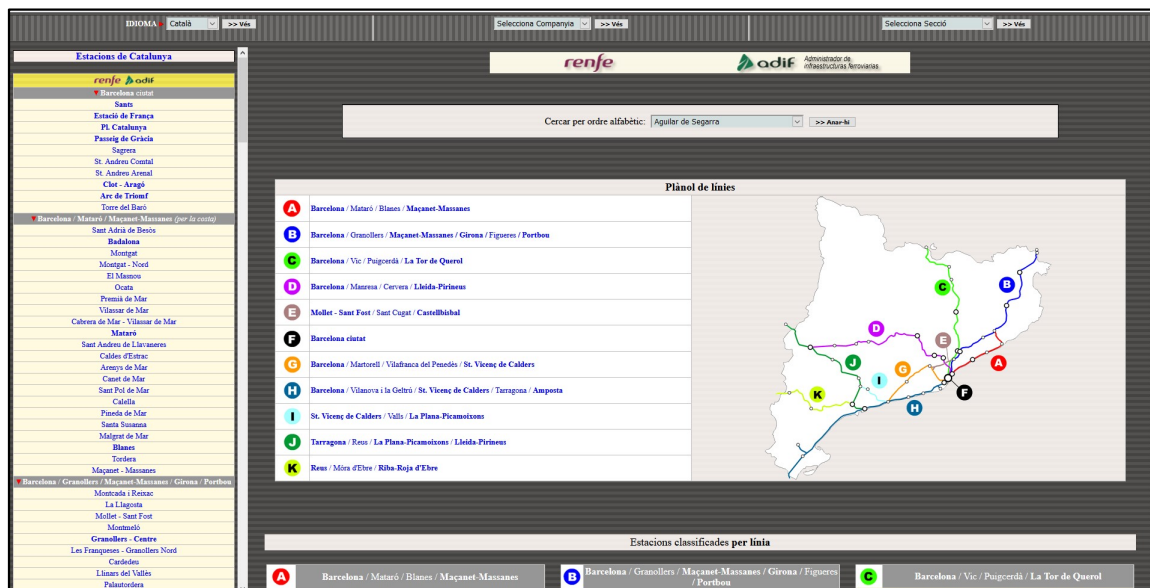 IDIOMA Català >> Vés
Selecciona Companyia >> Vés
Selecciona Secció >> Vés
Estacions de Catalunya
renfe adif
Barcelona ciutat
Sants
Estació de França
Pl. Catalunya
Passeig de Gràcia
Sagrera
St. Andreu Comtal
St. Andreu Arenal
Clot - Aragó
Arc de Triomf
Torre del Baró
Barcelona / Mataró / Maçanet-Massanes (per la costa)
Sant Adrià de Besòs
Badalona
Montgat
Montgat - Nord
El Masnou
Ocata
Premià de Mar
Vilassar de Mar
Cabrera de Mar - Vilassar de Mar
Mataró
Sant Andreu de Llavaneres
Caldes d'Estrac
Arenys de Mar
Canet de Mar
Sant Pol de Mar
Calella
Pineda de Mar
Santa Susanna
Malgrat de Mar
Blanes
Tordera
Maçanet - Massanes
Barcelona / Granollers / Maçanet-Massanes / Girona / Portbou
Montcada i Reixac
La Llagosta
Mollet - Sant Fost
Montmeló
Granollers - Centre
Les Franqueses - Granollers Nord
Cardedeu
Llinars del Vallès
Palautordera
renfe adif Administrador de
infraestructuras ferroviarias
Cercar per ordre alfabètic: Aguilar de Segarra >> Anar-hi
Plànol de línies
A Barcelona / Mataró / Blanes / Maçanet-Massanes
B Barcelona / Granollers / Maçanet-Massanes / Girona / Figueres / Portbou
C Barcelona / Vic / Puigcerdà / La Tor de Querol
D Barcelona / Manresa / Cervera / Lleida-Pirineus
E Mollet - Sant Fost / Sant Cugat / Castellbisbal
F Barcelona ciutat
G Barcelona / Martorell / Vilafranca del Penedès / St. Vicenç de Calders
H Barcelona / Vilanova i la Geltrú / St. Vicenç de Calders / Tarragona / Amposta
I St. Vicenç de Calders / Valls / La Plana-Picamoixons
J Tarragona / Reus / La Plana-Picamoixons / Lleida-Pirineus
K Reus / Móra d'Ebre / Riba-Roja d'Ebre
C
B
D
E
A
J
G
I
F
K
H
Estacions classificades per línia
A Barcelona / Mataró / Blanes / Maçanet-Massanes
B Barcelona / Granollers / Maçanet-Massanes / Girona / Figueres
/ Portbou
C Barcelona / Vic / Puigcerdà / La Tor de Querol